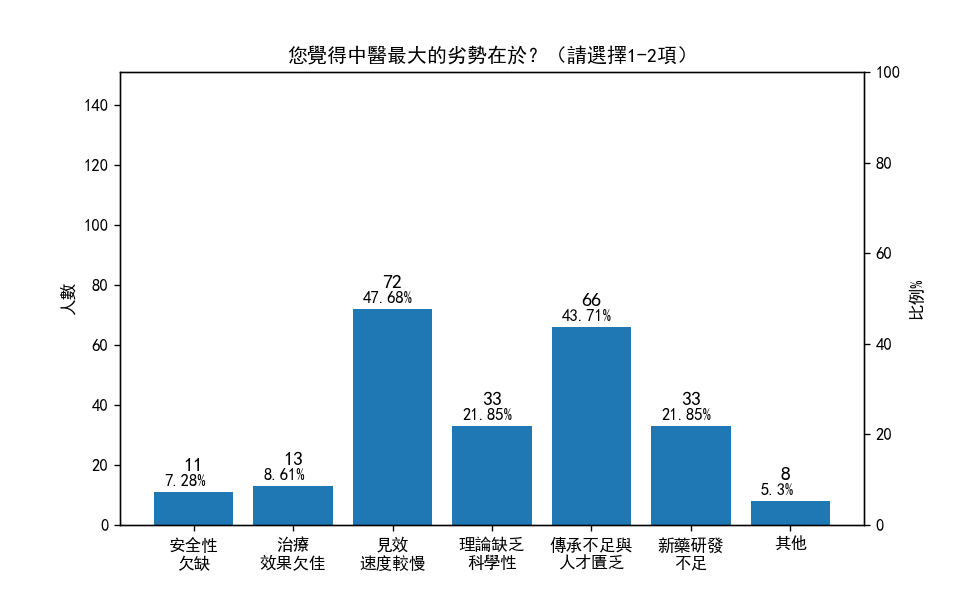 您覺得中醫最大的劣勢在於？（請選擇1-2項）
人數
140
120
100
80
60
40
20
0
比例%
100
80
60
40
20
0
11
7.28%
13
8.61%
72
47.68%
33
21.85%
66
43.71%
33
21.85%
8
5.3%
安全性
欠缺
治療
效果欠佳
見效
速度較慢
理論缺乏
科學性
傳承不足與
人才匱乏
新藥研發
不足
其他